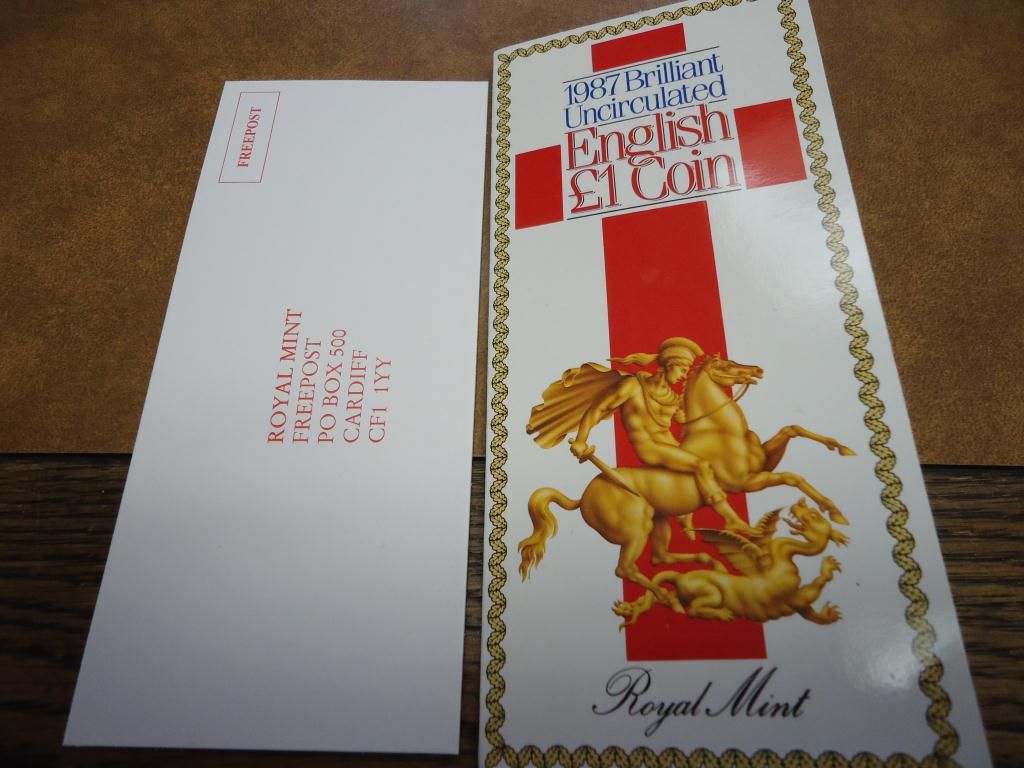 FREEPOST
ROYAL MINT
FREEPOST
PO BOX 500
CARDIFF
CF1 1YY
1987 Brilliant
Uncirculated
English
£1 Coin
Royal Mint